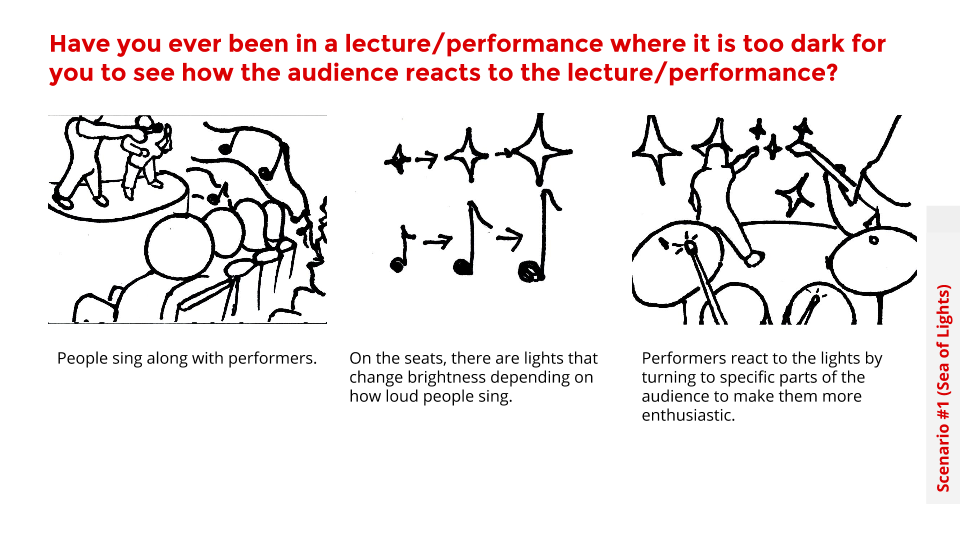 Have you ever been in a lecture/performance where it is too dark for
you to see how the audience reacts to the lecture/performance?
People sing along with performers.
On the seats, there are lights that
change brightness depending on
how loud people sing.
Performers react to the lights by
turning to specific parts of the
audience to make them more
enthusiastic.
Scenario #1 (Sea of Lights)